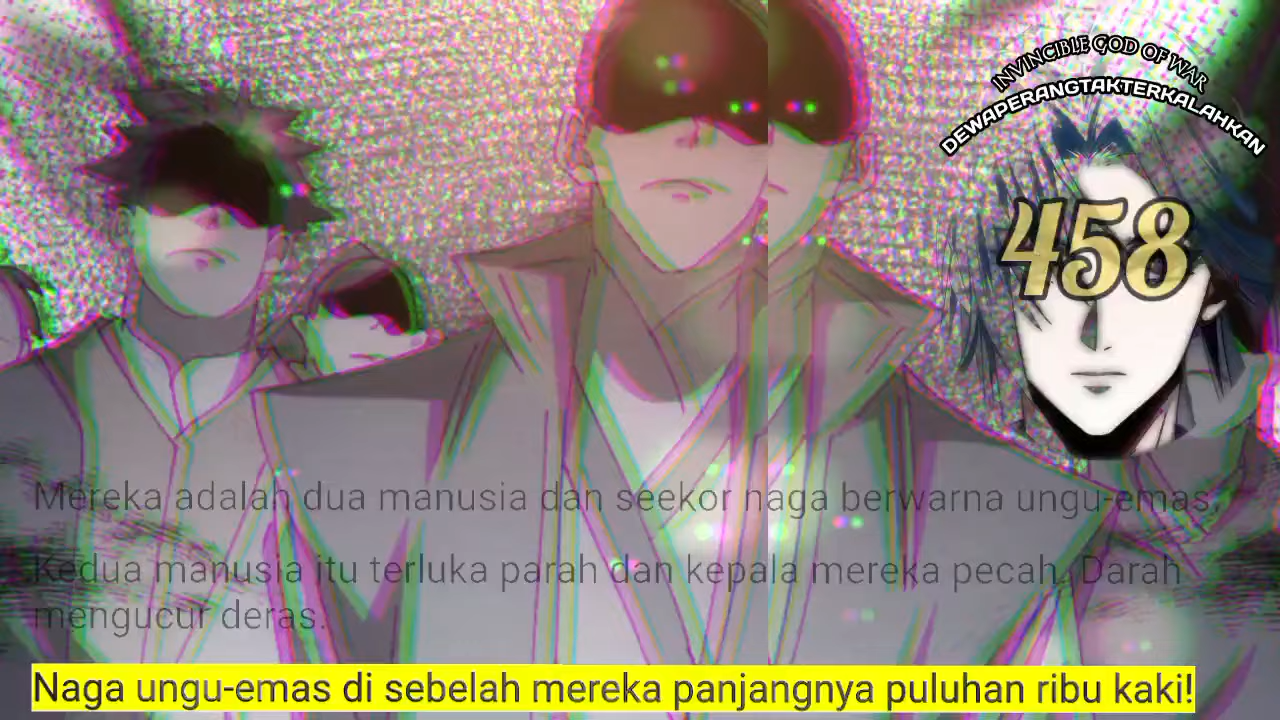 INVINCIBLE GOD OF WAR
DEWAPERANGTAKTERKALAHKAN
458
Mereka adalah dua manusia dan seekor naga berwarna ungu-emas,
Kedua manusia itu terluka parah dan kepala mereka pecah. Darah
mengucur deras.
Naga ungu-emas di sebelah mereka panjangnya puluhan ribu kaki!